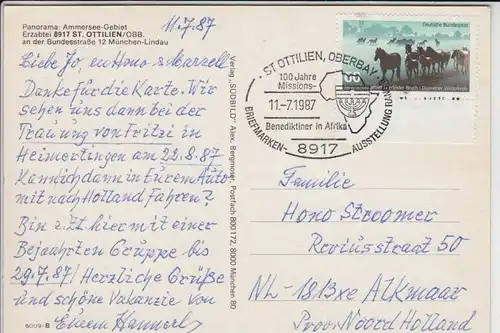 Panorama: Ammersee-Gebiet
Erzabtei 8917 ST. OTTILIEN/OBB.
an der Bundesstraße 12 München-Lindau
11.7.87
Liebe Jo, en Hono & Marzell
Danke für die Karte. Wir
sehen uns dann bei der
Trauung von Fritzi in
Heimertingen am 22.8.87
Kann ich dann in Eurem Auto
mit nach Holland fahren?
Bin z.Zt hier mit einer
Bejaahrten Gruppe bis
29.7.87! Herzliche Grüße
und schöne Vakanzie von
Eurem Hannerl
6009: B
Verlag „SÜDBILD" Alex. Bergmoser, Postfach 800172, 8000 München 80
Deutsche Bundespost
ST OTTILIEN, OBERBAY
100 Jahre
Missions-
11.-7.1987
Benediktiner in Afrika
BRIEFMARKEN- AUSSTELLUNG
8917
Familie
Hono Stroomer
Reviusstraat 50
NL-1813xe Alkmaar
Prov. Noord Holland